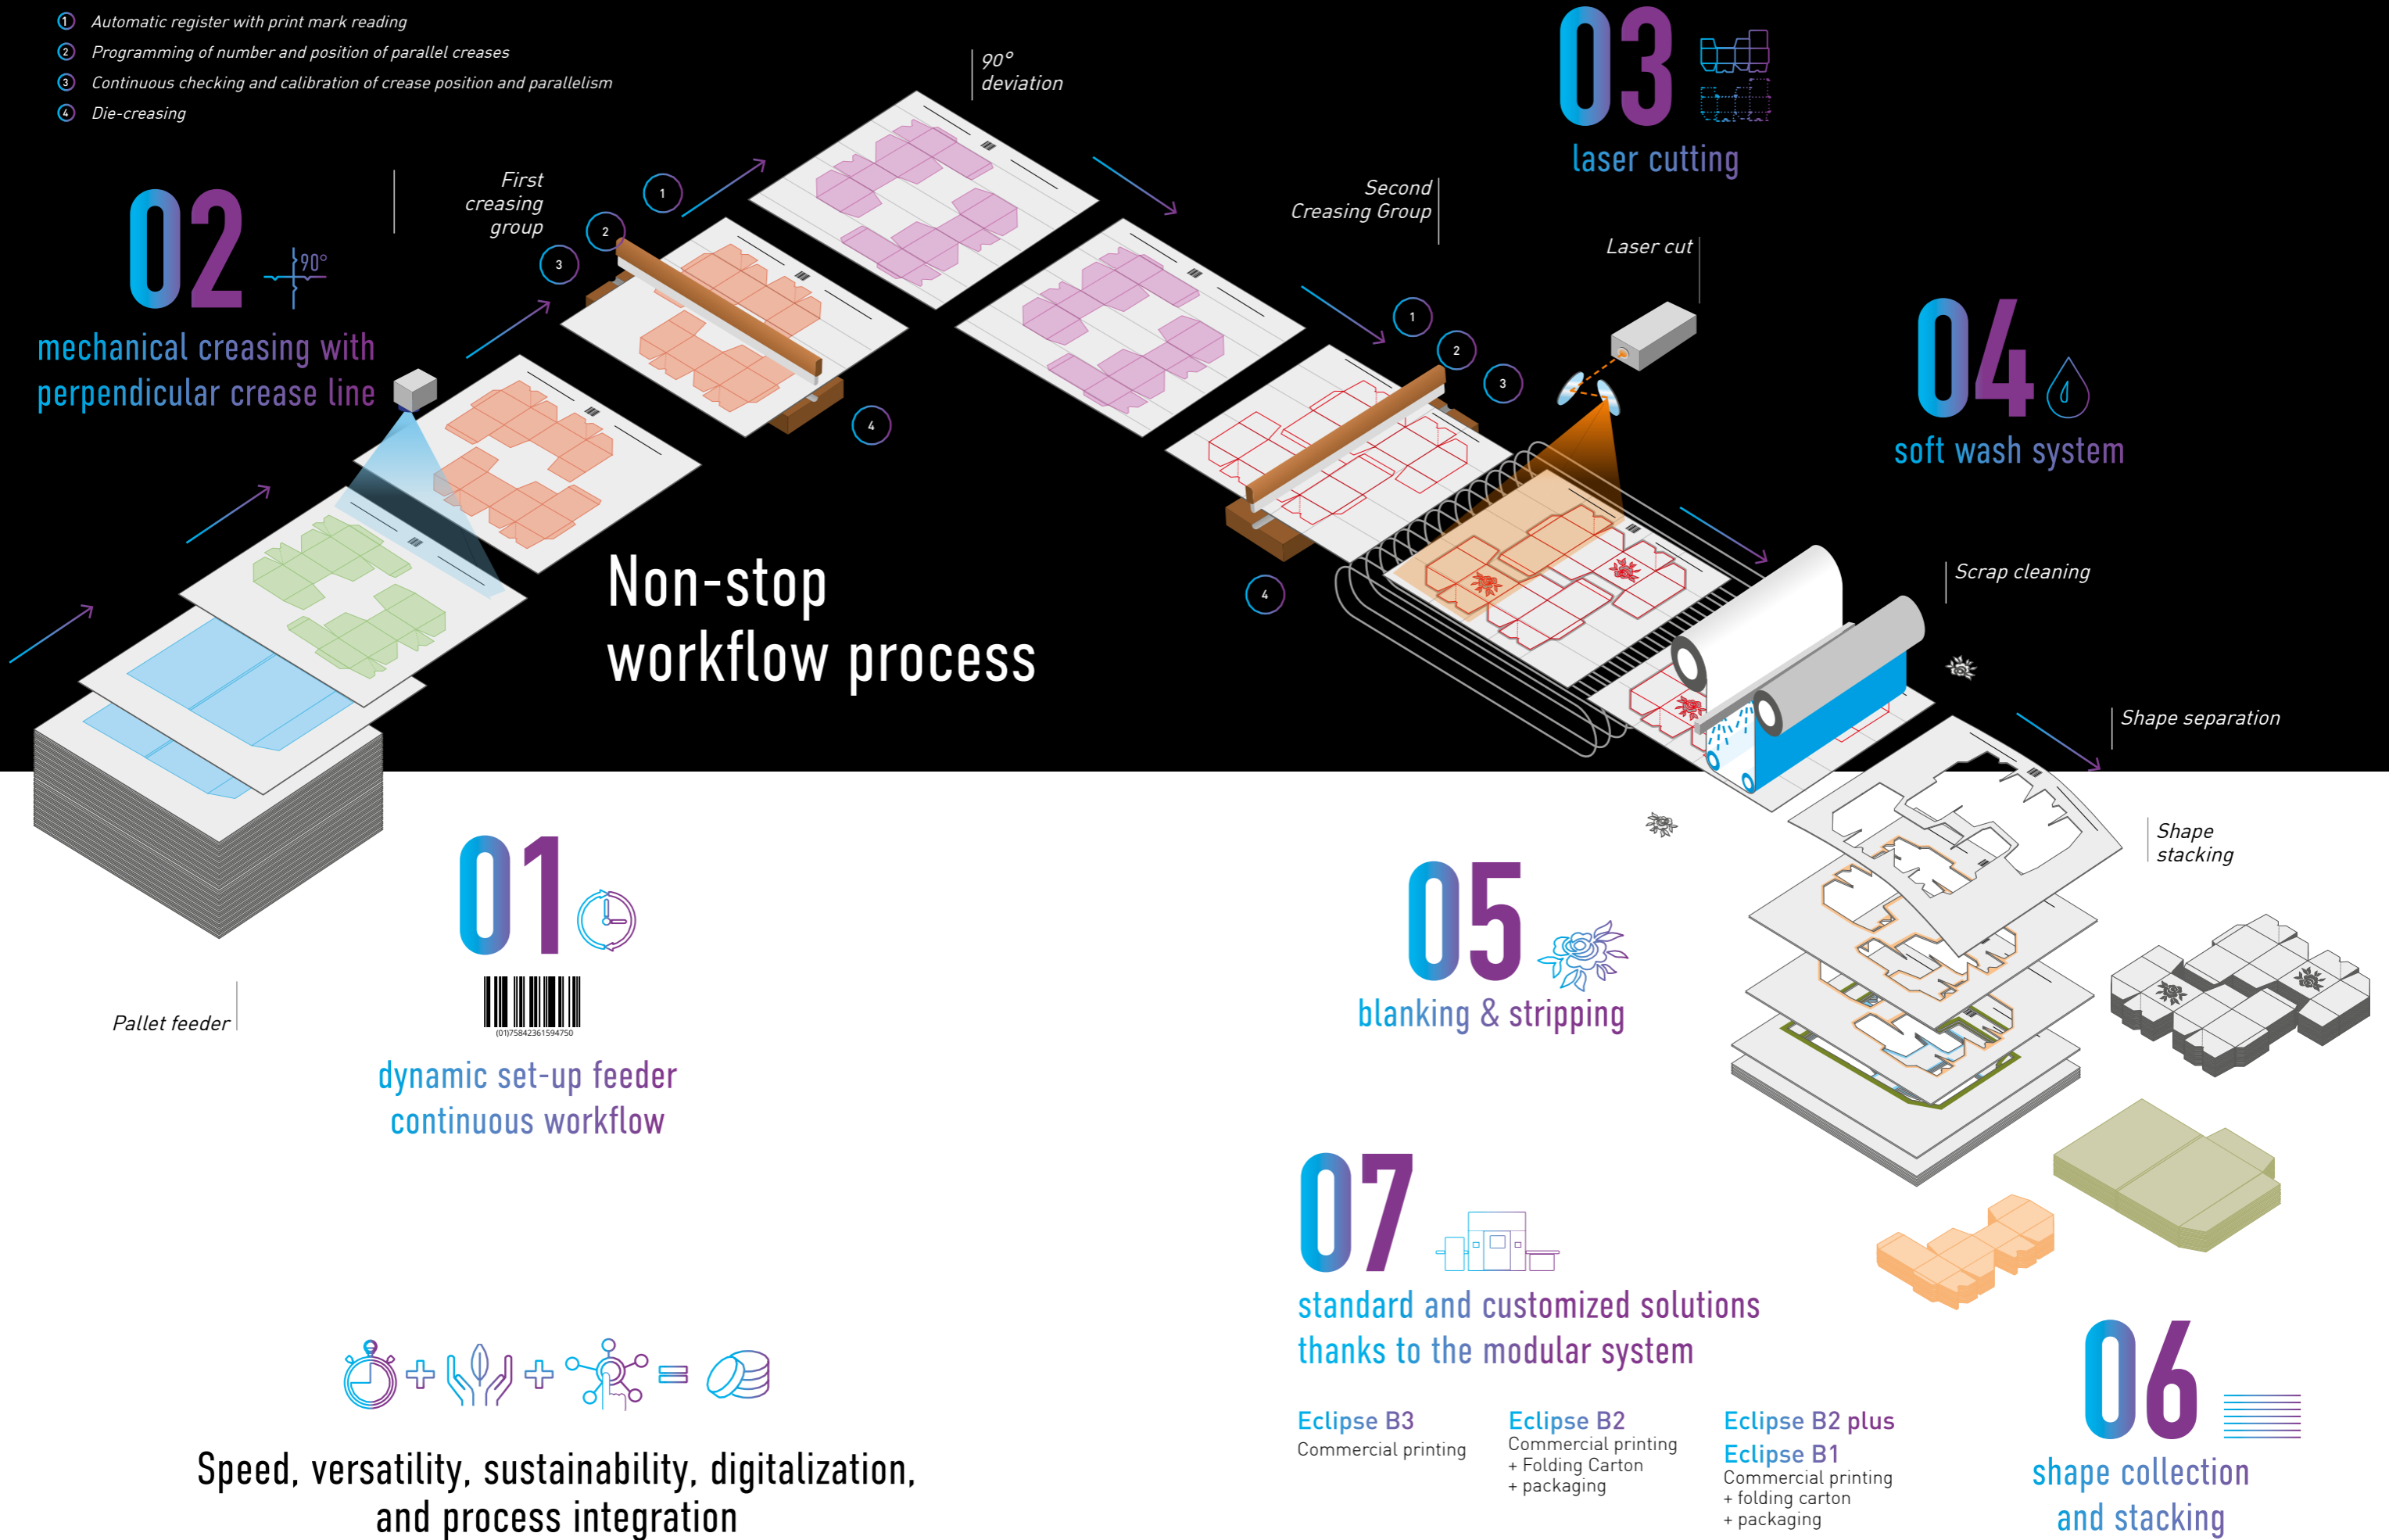 1 Automatic register with print mark reading
2 Programming of number and position of parallel creases
3 Continuous checking and calibration of crease position and parallelism
4 Die-creasing
90°
deviation
03
laser cutting
First
creasing
group
1
2
3
4
Second
Creasing Group
1
2
3
4
Laser cut
02
90°
mechanical creasing with
perpendicular crease line
04
soft wash system
Non-stop
workflow process
Scrap cleaning
Shape separation
Shape
stacking
01
(01)75842361594750
dynamic set-up feeder
continuous workflow
Pallet feeder
05
blanking & stripping
07
standard and customized solutions
thanks to the modular system
Eclipse B3
Commercial printing
Eclipse B2
Commercial printing
+ Folding Carton
+ packaging
Eclipse B2 plus
Eclipse B1
Commercial printing
+ folding carton
+ packaging
06
shape collection
and stacking
Speed, versatility, sustainability, digitalization,
and process integration